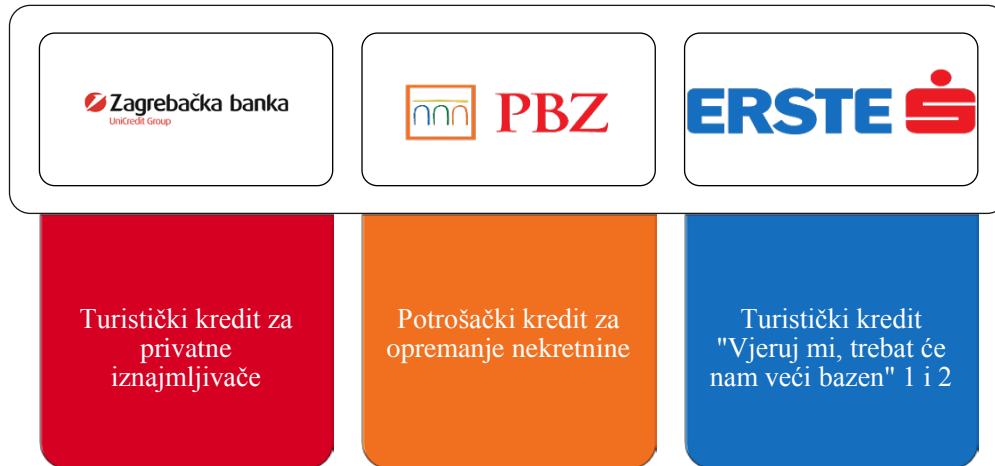 Zagrebačka banka
UniCredit Group
PBZ
ERSTE
Turistički kredit za
privatne
iznajmljivače
Potrošački kredit za
opremanje nekretnine
Turistički kredit
"Vjeruj mi, trebat će
nam veći bazen" 1 i 2